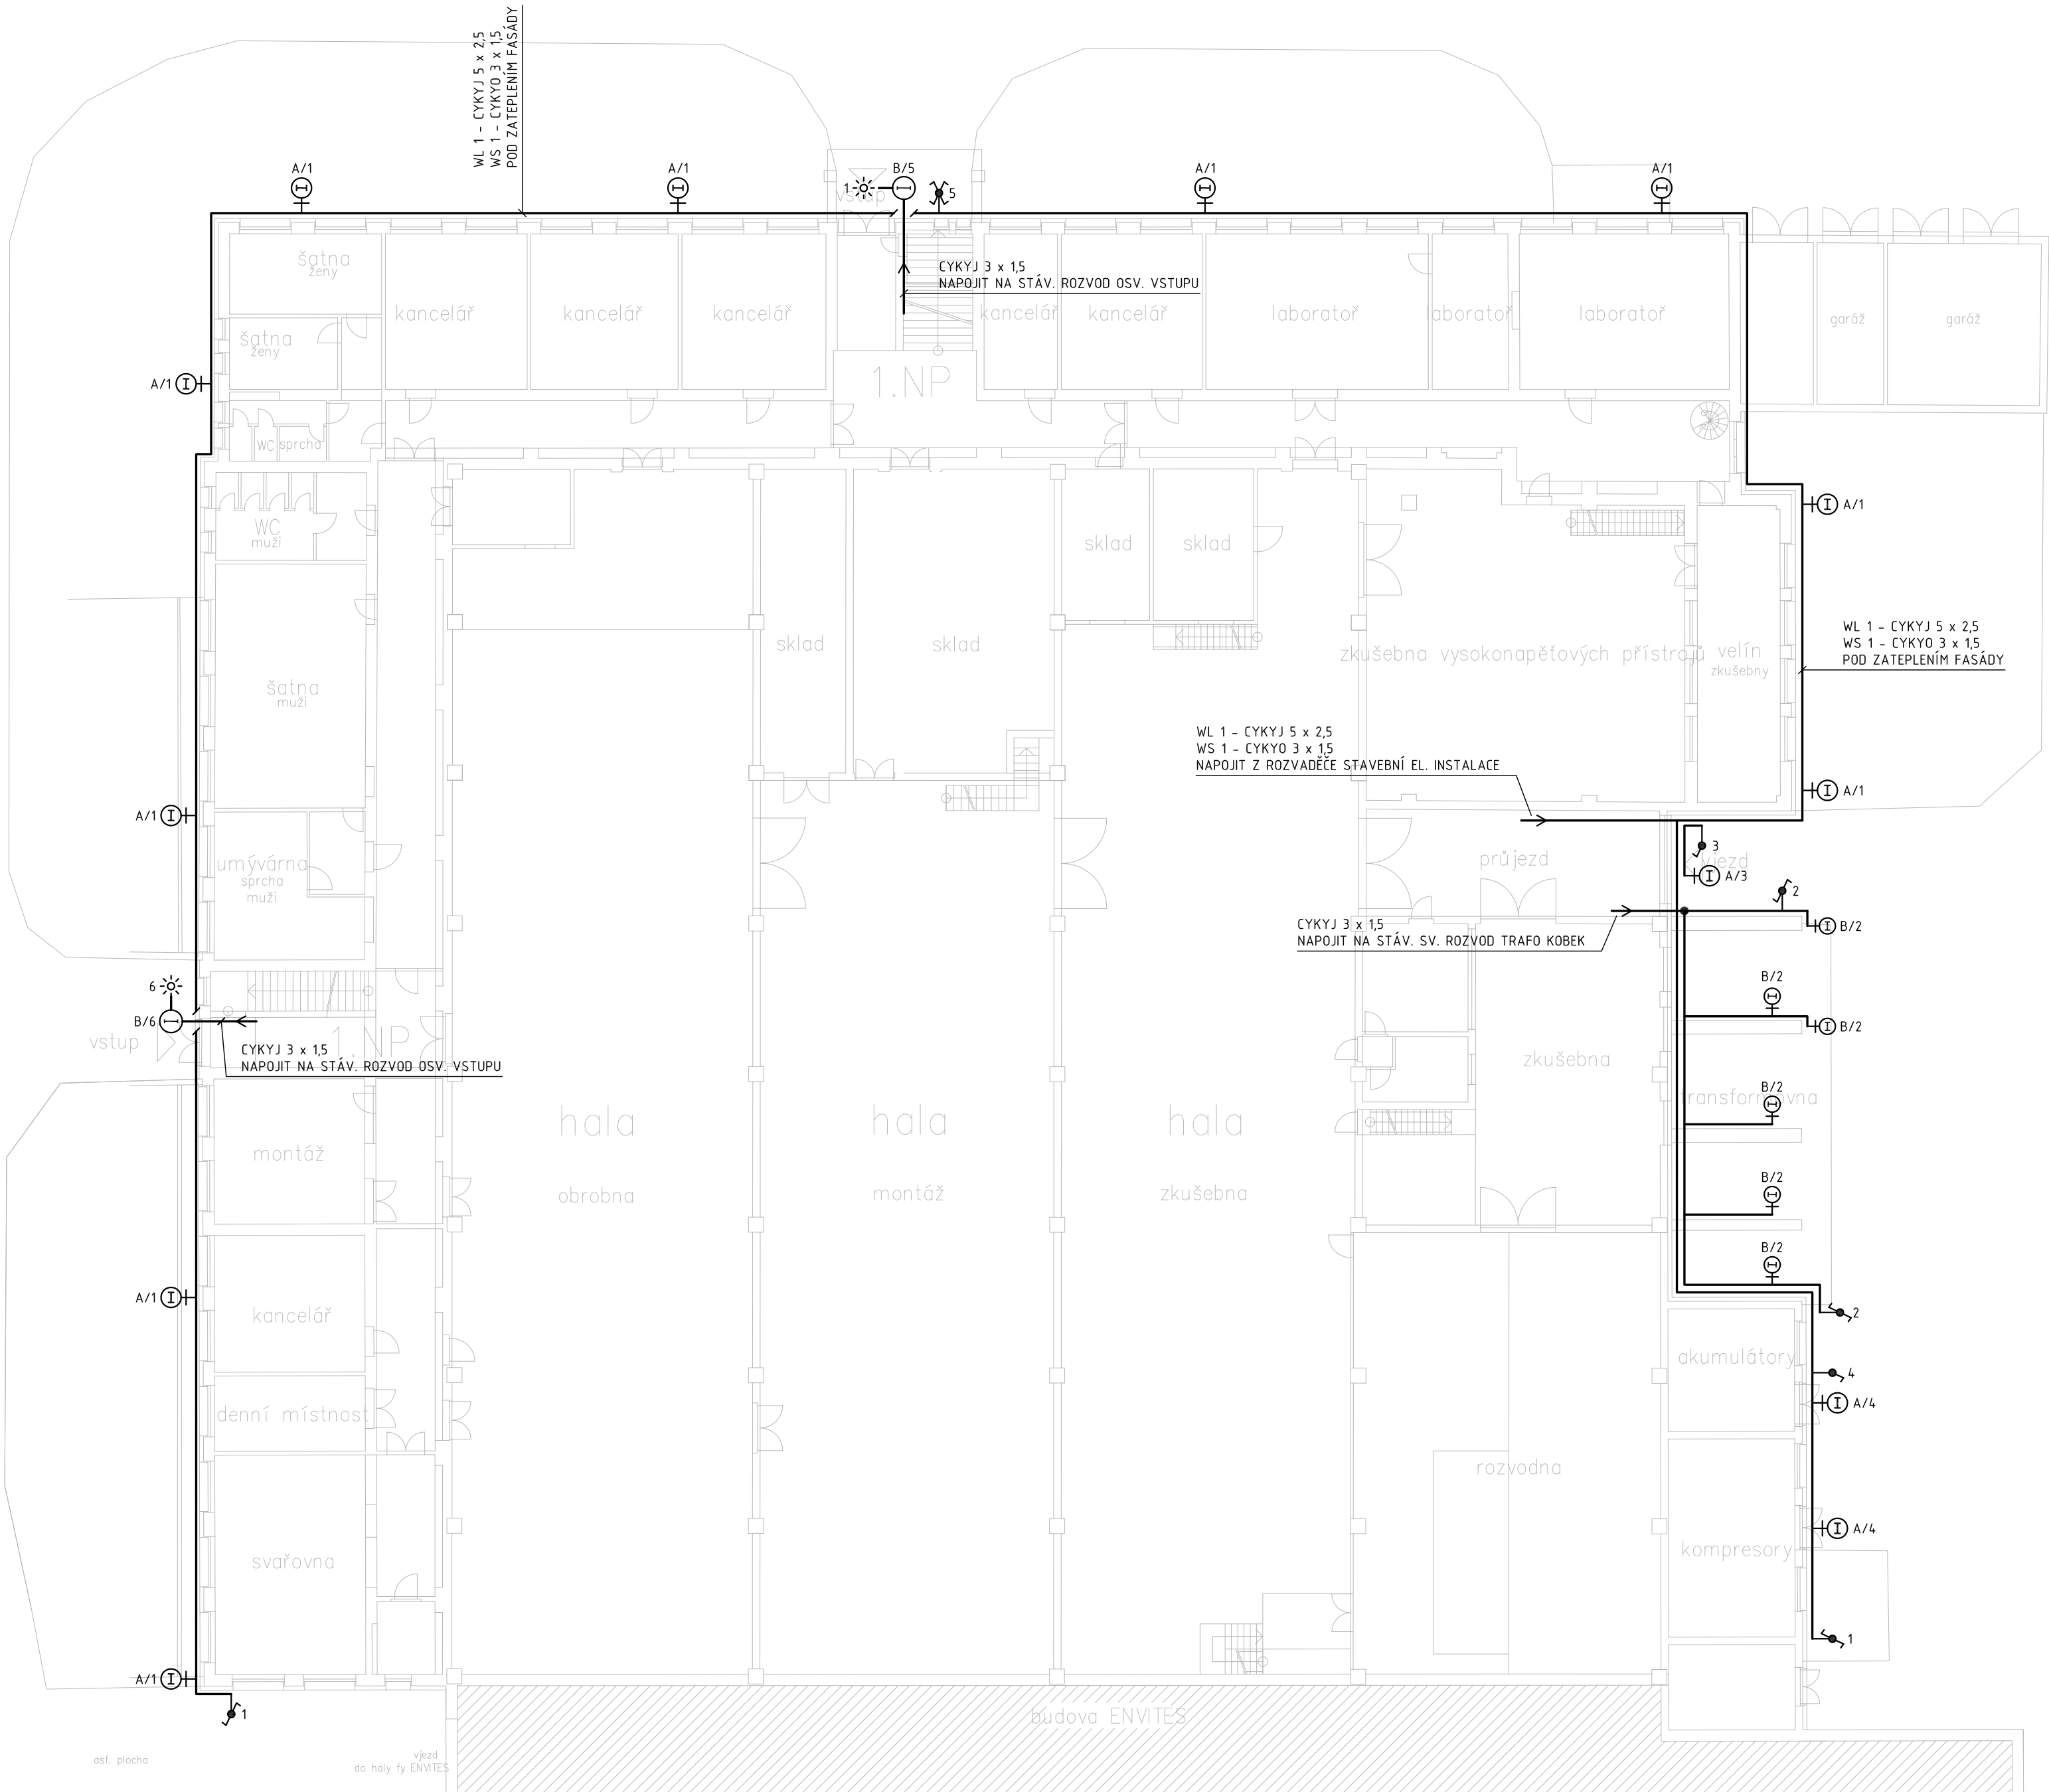 WL 1 - CYKYJ 5 x 2,5
WS 1 - CYKYO 3 x 1,5
POD ZATEPLENÍM FASÁDY
A/1
A/1
1
B/5
5
A/1
A/1
vstup
CYKYJ 3 x 1,5
NAPOJIT NA STÁV. ROZVOD OSV. VSTUPU
šatna
ženy
kancelář
kancelář
kancelář
kancelář
kancelář
laboratoř
laboratoř
laboratoř
garáž
garáž
šatna
ženy
A/1
1.NP
WC
sprcha
A/1
WC
muži
sklad
sklad
sklad
sklad
zkušebna vysokonapěťových přístrojů
velín
zkušebny
WL 1 - CYKYJ 5 x 2,5
WS 1 - CYKYO 3 x 1,5
POD ZATEPLENÍM FASÁDY
šatna
muži
WL 1 - CYKYJ 5 x 2,5
WS 1 - CYKYO 3 x 1,5
NAPOJIT Z ROZVADĚČE STAVEBNÍ EL. INSTALACE
A/1
A/1
umývárna
sprcha
muži
průjezd
vjezd
3
A/3
2
CYKYJ 3 x 1,5
NAPOJIT NA STÁV. SV. ROZVOD TRAFO KOBEK
B/2
B/2
B/2
6
B/6
vstup
1.NP
CYKYJ 3 x 1,5
NAPOJIT NA STÁV. ROZVOD OSV. VSTUPU
zkušebna
B/2
transformovna
hala
obrobna
hala
montáž
hala
zkušebna
montáž
B/2
B/2
A/1
kancelář
2
akumulátory
4
A/4
denní místnost
rozvodna
A/4
kompresory
svařovna
1
A/1
1
budova ENVITES
asf. plocha
vjezd
do haly fy ENVITES